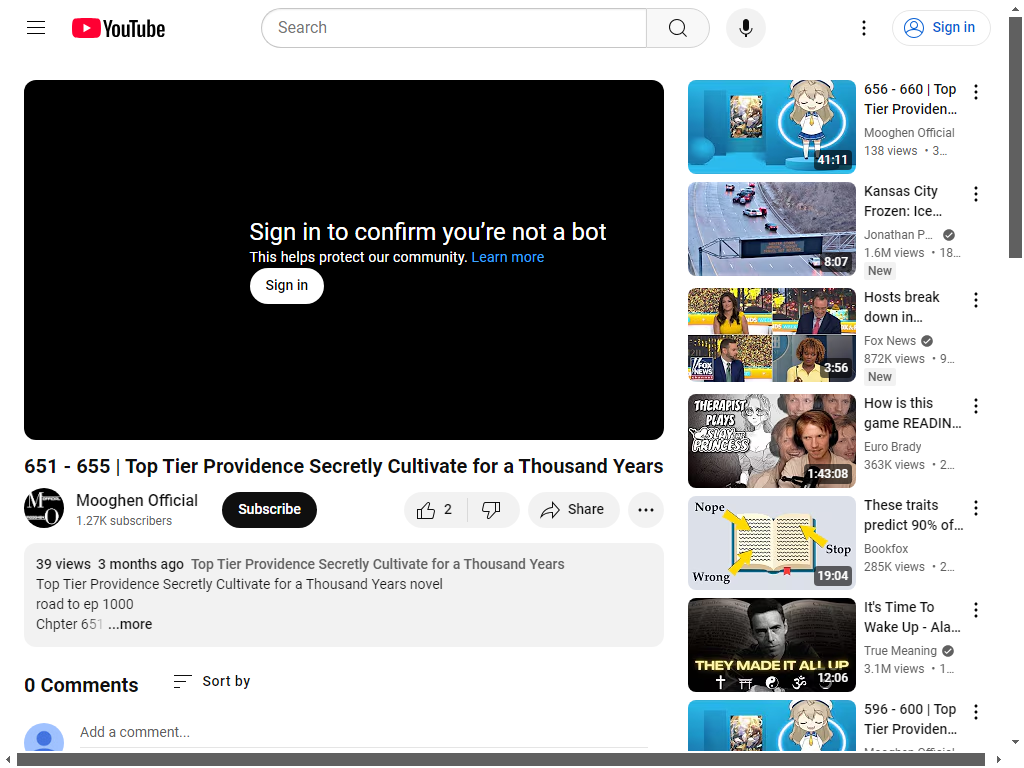 YouTube
Search
Sign in
Sign in to confirm you’re not a bot
This helps protect our community. Learn more
Sign in
651 - 655 | Top Tier Providence Secretly Cultivate for a Thousand Years
Mooghen Official
1.27K subscribers
Subscribe
2
Share
39 views 3 months ago Top Tier Providence Secretly Cultivate for a Thousand Years
Top Tier Providence Secretly Cultivate for a Thousand Years novel
road to ep 1000
Chpter 651 ...more
0 Comments
Sort by
Add a comment...
41:11
656 - 660 | Top
Tier Providen...
Mooghen Official
138 views • 3...
8:07
Kansas City
Frozen: Ice...
Jonathan P...
1.6M views • 18...
New
FOX
NEWS
3:56
Hosts break
down in...
Fox News
872K views • 9...
New
THERAPIST
PLAYS
SLAY THE
PRINCESS
1:43:08
How is this
game READIN...
Euro Brady
363K views • 2...
Nope
Stop
Wrong
19:04
These traits
predict 90% of...
Bookfox
285K views • 2...
THEY MADE IT ALL UP
12:06
It's Time To
Wake Up - Ala...
True Meaning
3.1M views • 1...
596 - 600 | Top
Tier Providen...
Mooghen Official